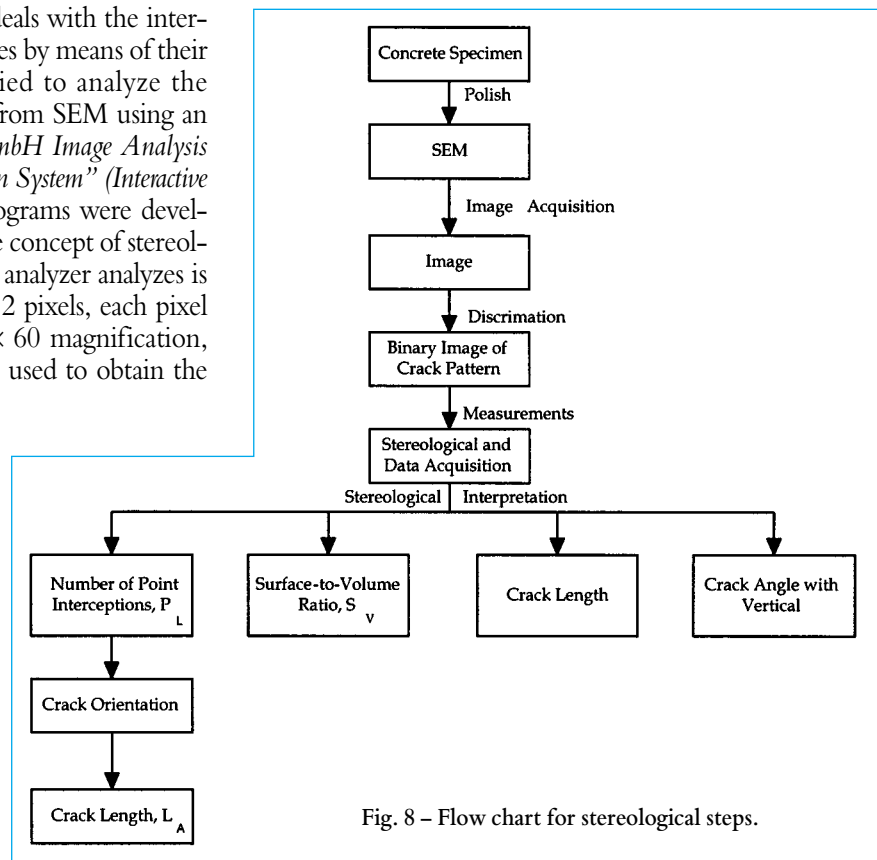 deals with the inter-
es by means of their
ied to analyze the
from SEM using an
mbH Image Analysis
n System" (Interactive
ograms were devel-
e concept of stereol-
analyzer analyzes is
2 pixels, each pixel
× 60 magnification,
used to obtain the
Concrete Specimen
Polish
SEM
Image Acquisition
Image
Discrimation
Binary Image of
Crack Pattern
Measurements
Stereological and
Data Acquisition
Stereological Interpretation
Number of Point
Interceptions, P
L
Surface-to-Volume
Ratio, S
V
Crack Length
Crack Angle with
Vertical
Crack Orientation
Crack Length, L
A
Fig. 8 – Flow chart for stereological steps.